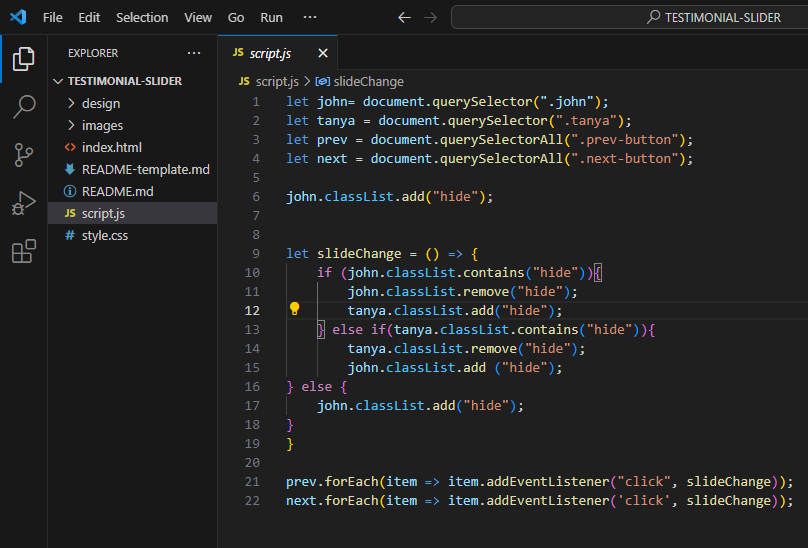 File Edit Selection View Go Run ··· ← → TESTIMONIAL-SLIDER
EXPLORER ···
TESTIMONIAL-SLIDER
design
images
<> index.html
README-template.md
README.md
JS script.js
# style.css
JS script.js ×
JS script.js > slideChange
1 let john= document.querySelector(".john");
2 let tanya = document.querySelector(".tanya");
3 let prev = document.querySelectorAll(".prev-button");
4 let next = document.querySelectorAll(".next-button");
5
6 john.classList.add("hide");
7
8
9 let slideChange = () => {
10 if (john.classList.contains("hide")){
11 john.classList.remove("hide");
12 tanya.classList.add("hide");
13 } else if(tanya.classList.contains("hide")){
14 tanya.classList.remove("hide");
15 john.classList.add ("hide");
16 } else {
17 john.classList.add("hide");
18 }
19 }
20
21 prev.forEach(item => item.addEventListener("click", slideChange));
22 next.forEach(item => item.addEventListener('click', slideChange));